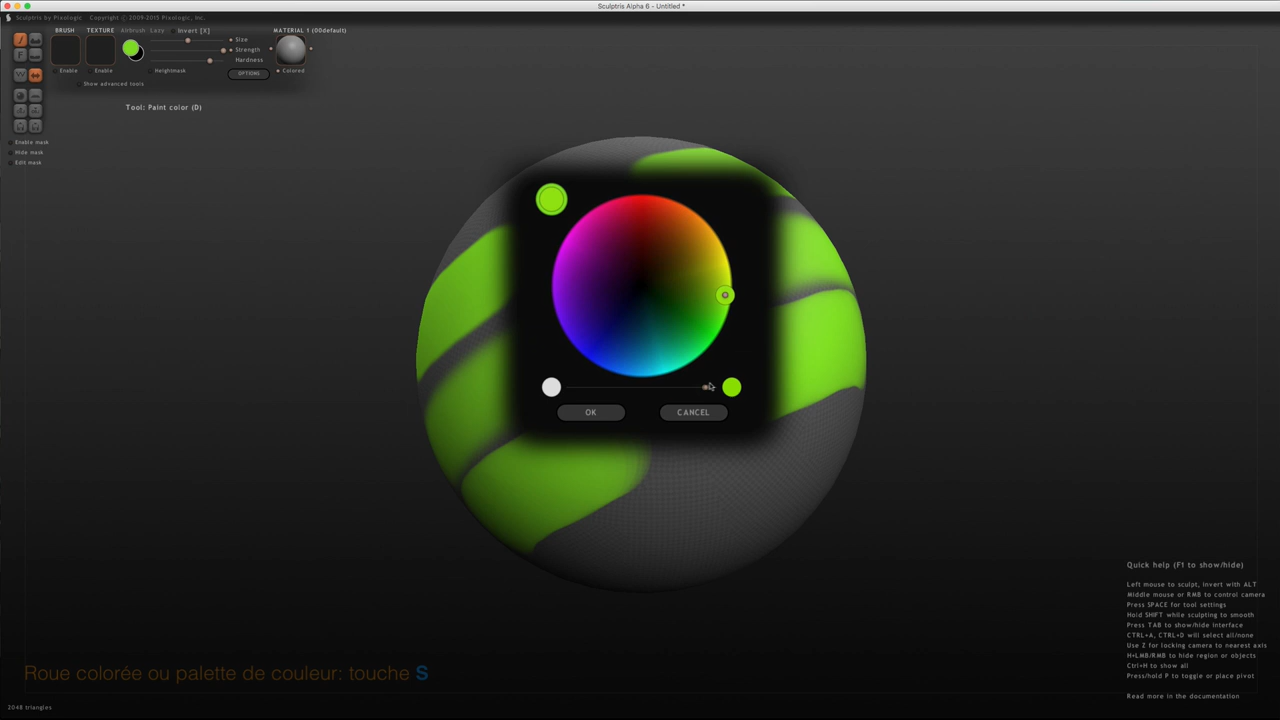 Sculptris Alpha 6 - Untitled *
Sculptris by Pixologic   Copyright ©2009-2015 Pixologic, Inc.
BRUSH   TEXTURE   Airbrush   Lazy   Invert [X]   MATERIAL 1 (00default)
Size
Strength
Hardness
Enable   Enable   Heightmask   OPTIONS   Colored
Show advanced tools
Tool: Paint color (D)
Enable mask
Hide mask
Edit mask
OK   CANCEL
Quick help (F1 to show/hide)
Left mouse to sculpt, invert with ALT
Middle mouse or RMB to control camera
Press SPACE for tool settings
Hold SHIFT while sculpting to smooth
Press TAB to show/hide interface
CTRL+A, CTRL+D will select all/none
Use Z for locking camera to nearest axis
H+LMB/RMB to hide region or objects
Ctrl+H to show all
Press/hold P to toggle or place pivot
Read more in the documentation
Roue colorée ou palette de couleur: touche S
2048 triangles